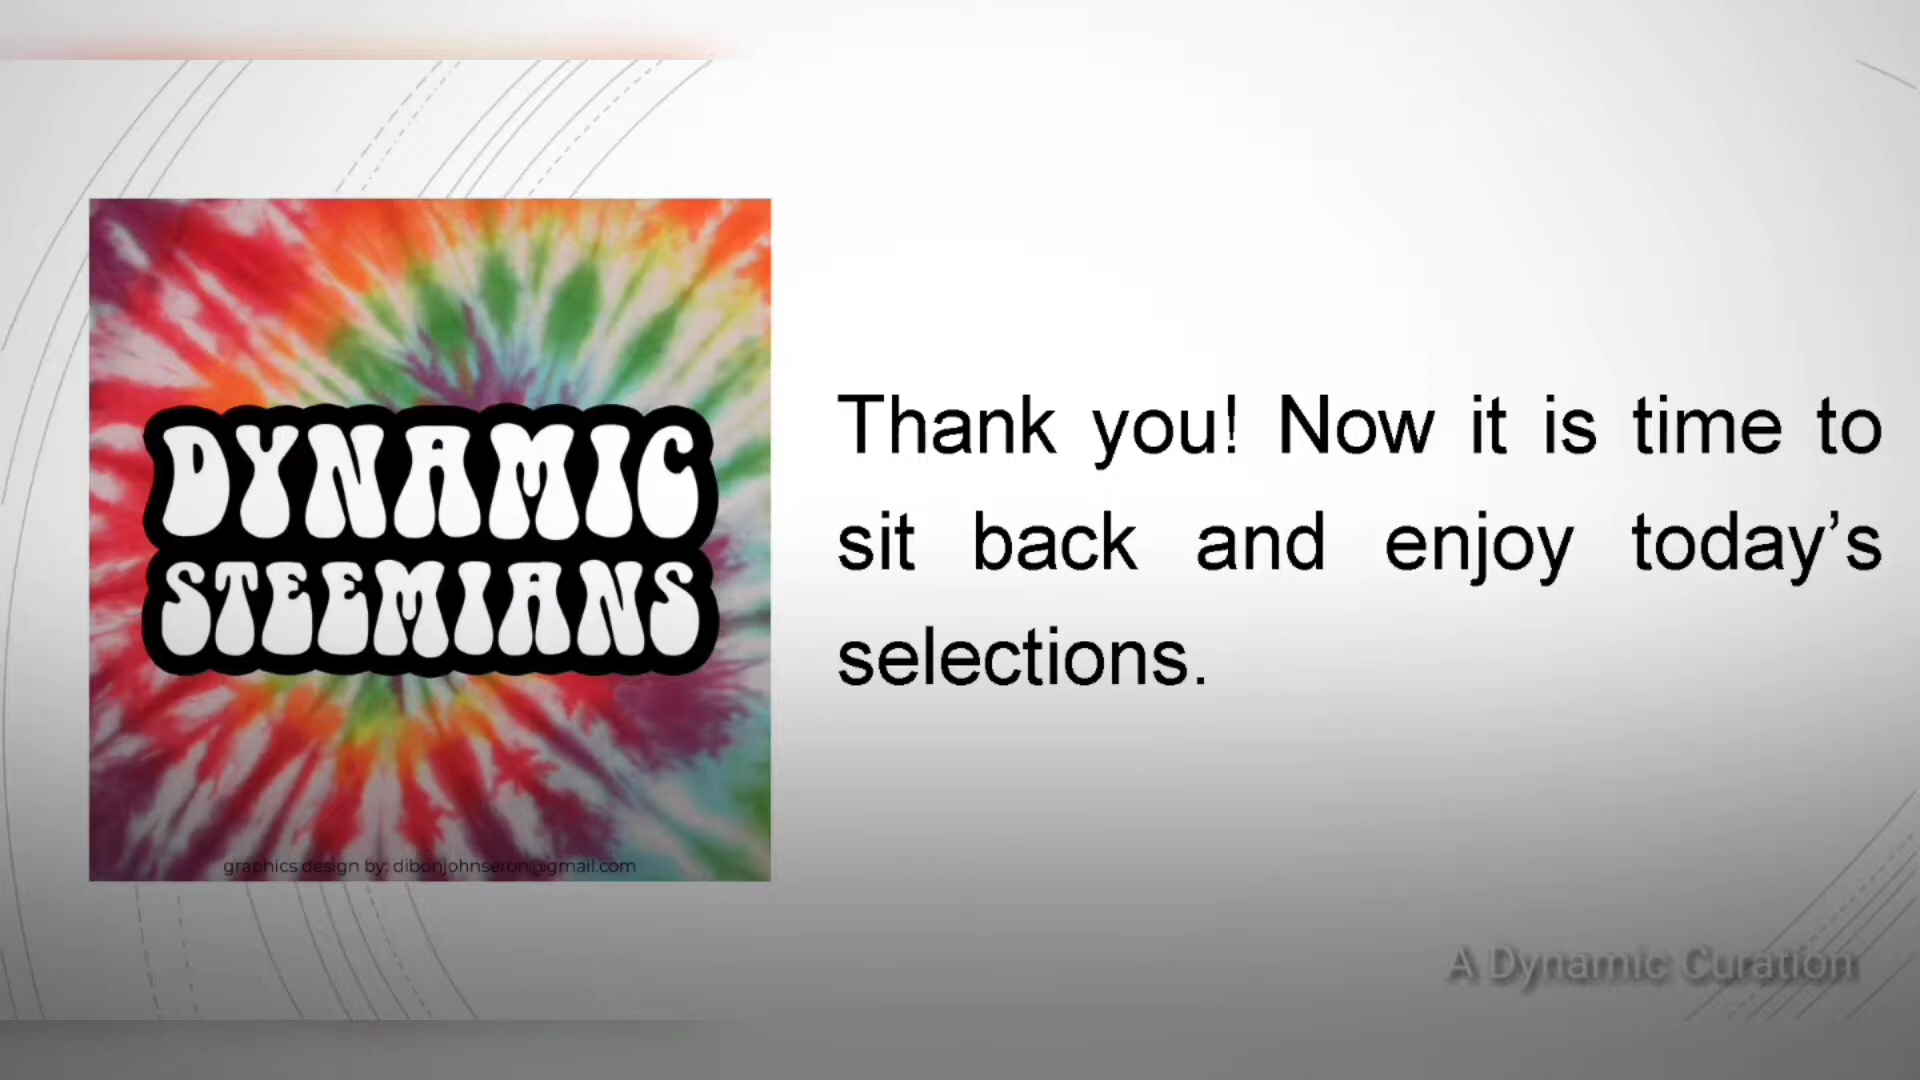 DYNAMIC
STEEMIANS
graphics design by: dibonjohnseron@gmail.com
Thank you! Now it is time to
sit back and enjoy today’s
selections.
A Dynamic Curation